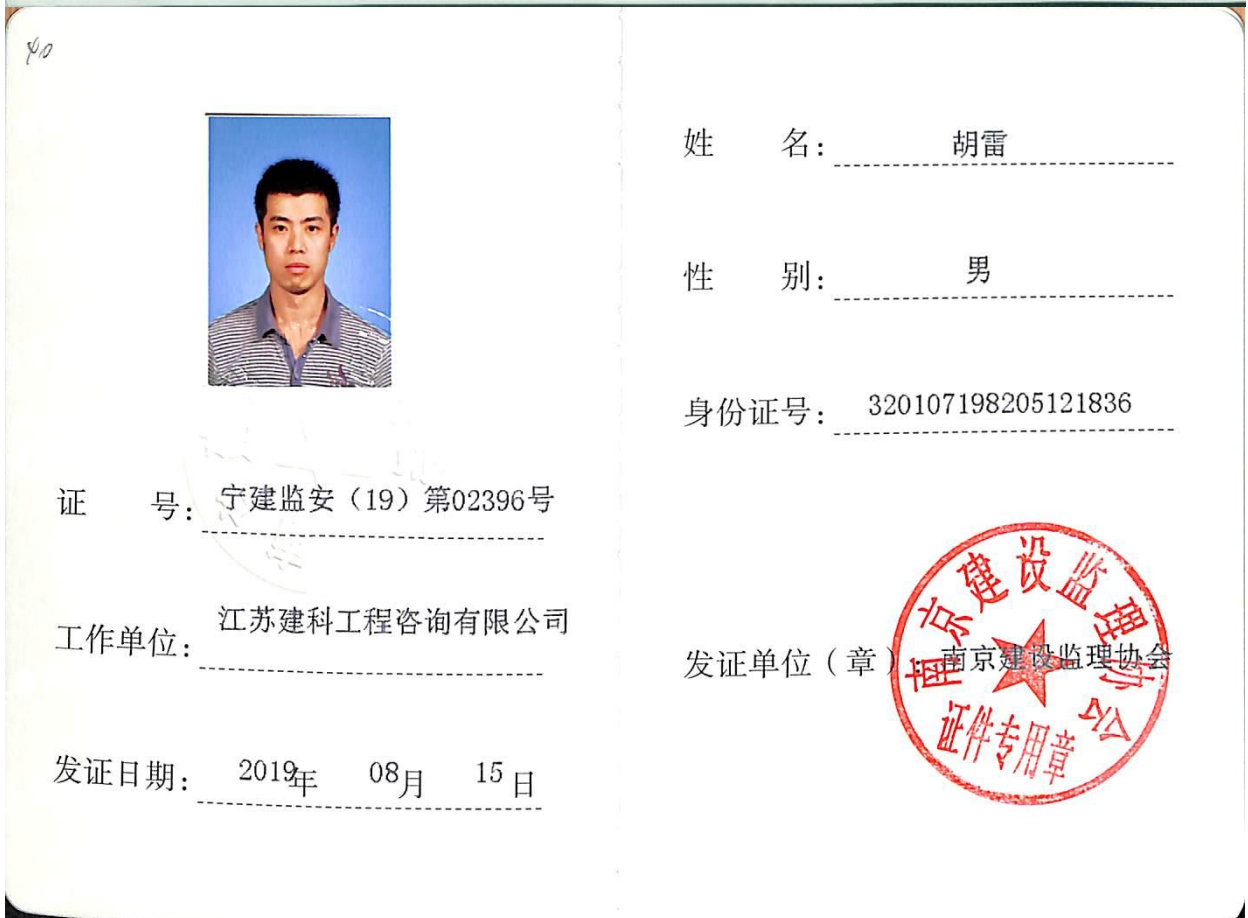 40
证 号: 宁建监安（19）第02396号
工作单位: 江苏建科工程咨询有限公司
发证日期: 2019年 08月 15日
姓 名: 胡雷
性 别: 男
身份证号: 320107198205121836
发证单位（章）: 南京建设监理协会
南京建设监理协会
证件专用章